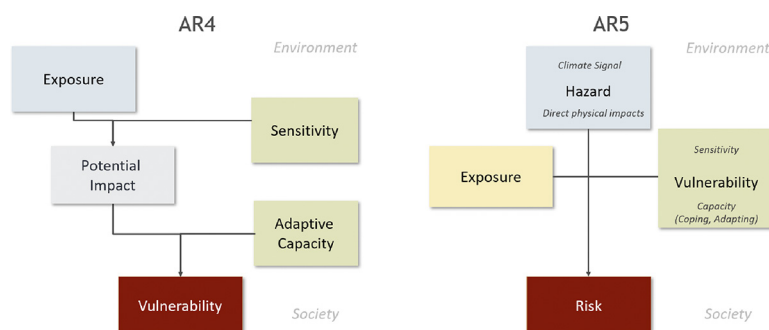 AR4
Environment
Exposure
Sensitivity
Potential
Impact
Adaptive
Capacity
Vulnerability
Society
AR5
Environment
Climate Signal
Hazard
Direct physical impacts
Exposure
Sensitivity
Vulnerability
Capacity
(Coping, Adapting)
Risk
Society